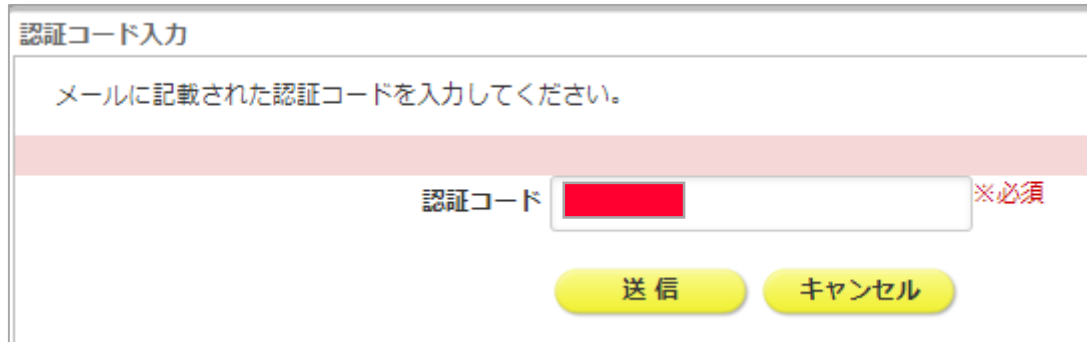 認証コード入力
メールに記載された認証コードを入力してください。
認証コード ※必須
送信 キャンセル